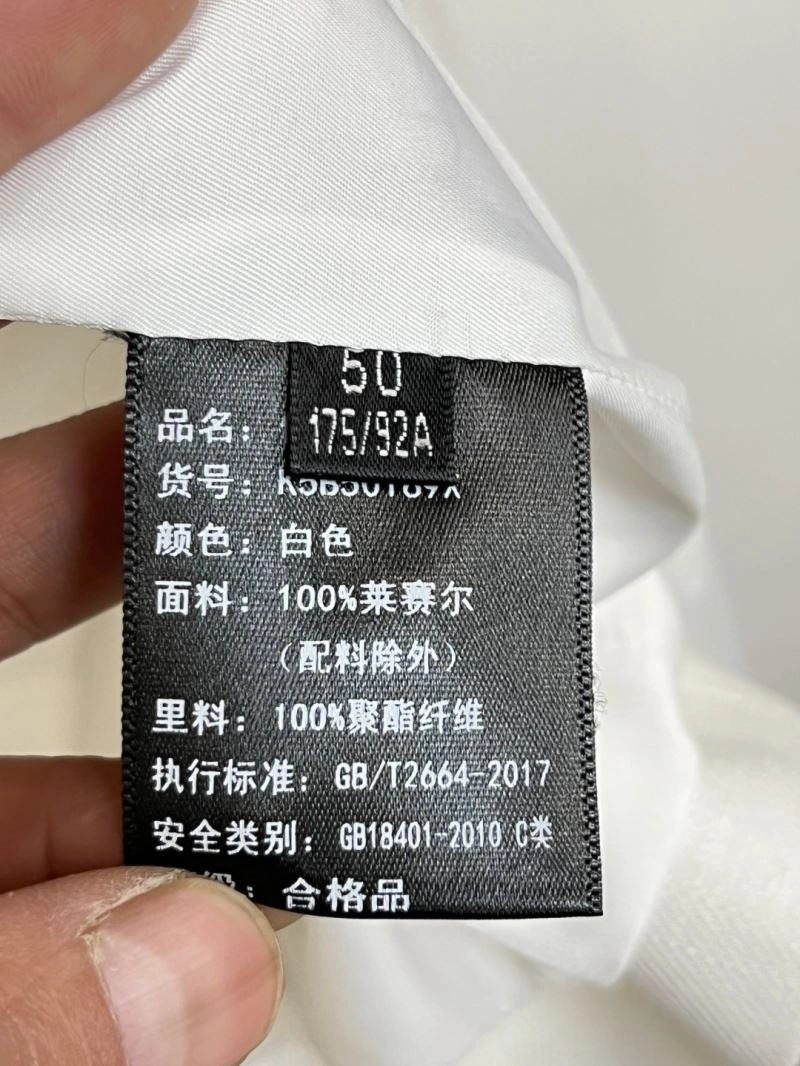 50
175/92A
品名:
货号:
颜色: 白色
面料: 100%莱赛尔
(配料除外)
里料: 100%聚酯纤维
执行标准: GB/T2664-2017
安全类别: GB18401-2010 C类
合格品